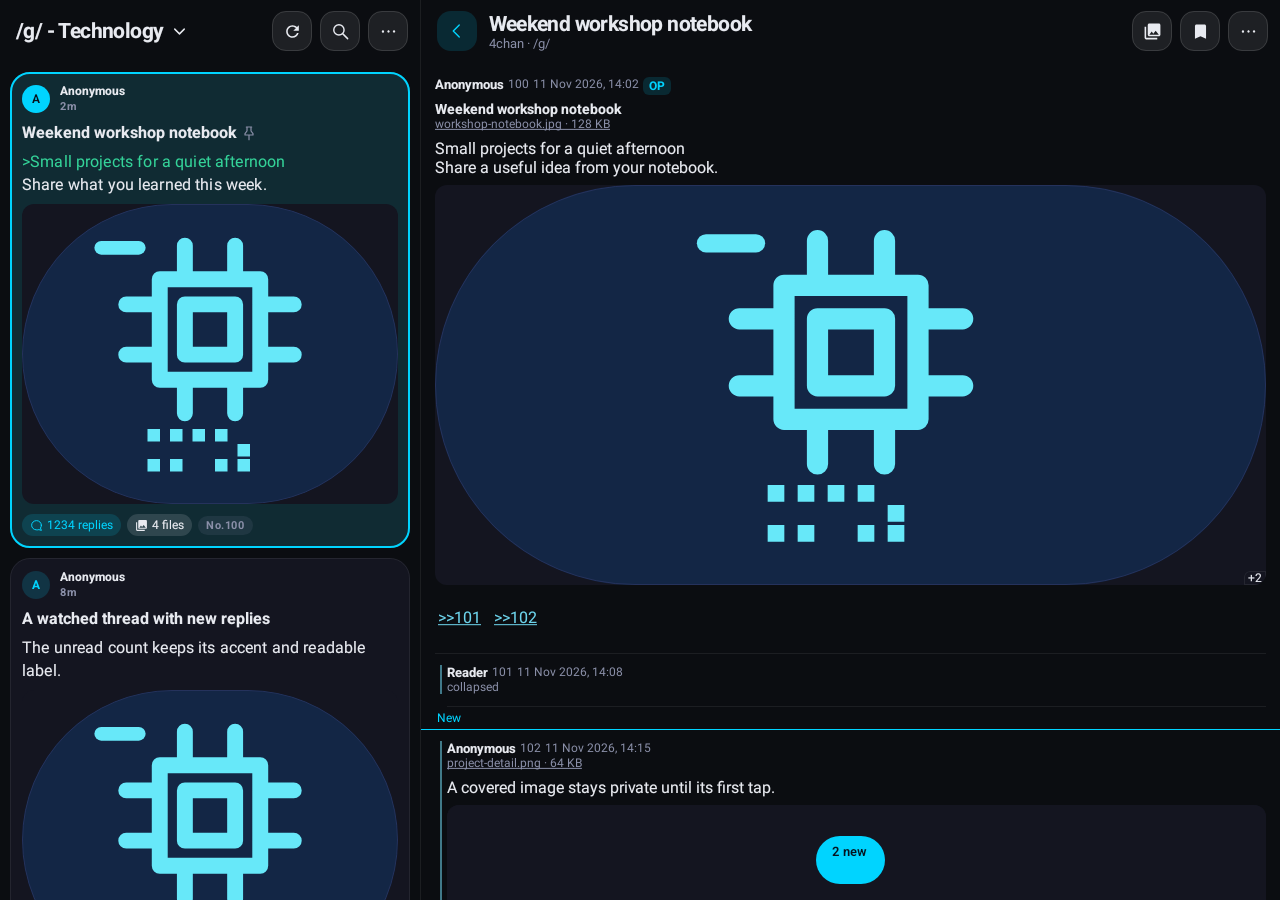 /g/ - Technology
Anonymous
2m
Weekend workshop notebook
>Small projects for a quiet afternoon
Share what you learned this week.
1234 replies
4 files
No.100
Anonymous
8m
A watched thread with new replies
The unread count keeps its accent and readable
label.
Weekend workshop notebook
4chan · /g/
Anonymous 100 11 Nov 2026, 14:02 OP
Weekend workshop notebook
workshop-notebook.jpg · 128 KB
Small projects for a quiet afternoon
Share a useful idea from your notebook.
+2
>>101 >>102
Reader 101 11 Nov 2026, 14:08
collapsed
New
Anonymous 102 11 Nov 2026, 14:15
project-detail.png · 64 KB
A covered image stays private until its first tap.
2 new